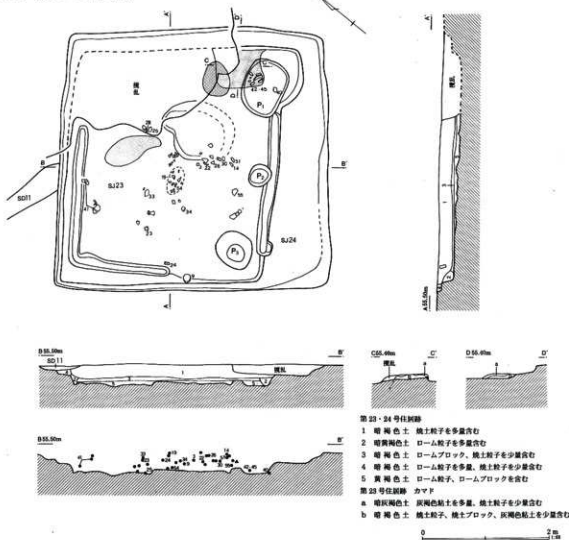 A'
D'
C
攪乱
P₁
42・45
B
B'
SJ23
P₂
SD11
SJ24
P₃
A
A'
攪乱
A 55.50m
B 55.50m
B'
SD11
攪乱
C 55.40m
C'
D 55.40m
D'
a
a
B 55.50m
B'
第23・24号住居跡
1 暗褐色土 焼土粒子を多量含む
2 暗黄褐色土 ローム粒子を多量含む
3 暗褐色土 ロームブロック、焼土粒子を少量含む
4 暗褐色土 ローム粒子を多量、焼土粒子を少量含む
5 黄褐色土 ローム粒子、ロームブロックを含む
第23号住居跡 カマド
a 暗灰褐色土 灰褐色粘土を多量、焼土粒子を少量含む
b 暗褐色土 焼土粒子、焼土ブロック、灰褐色粘土を少量含む
0
2 m